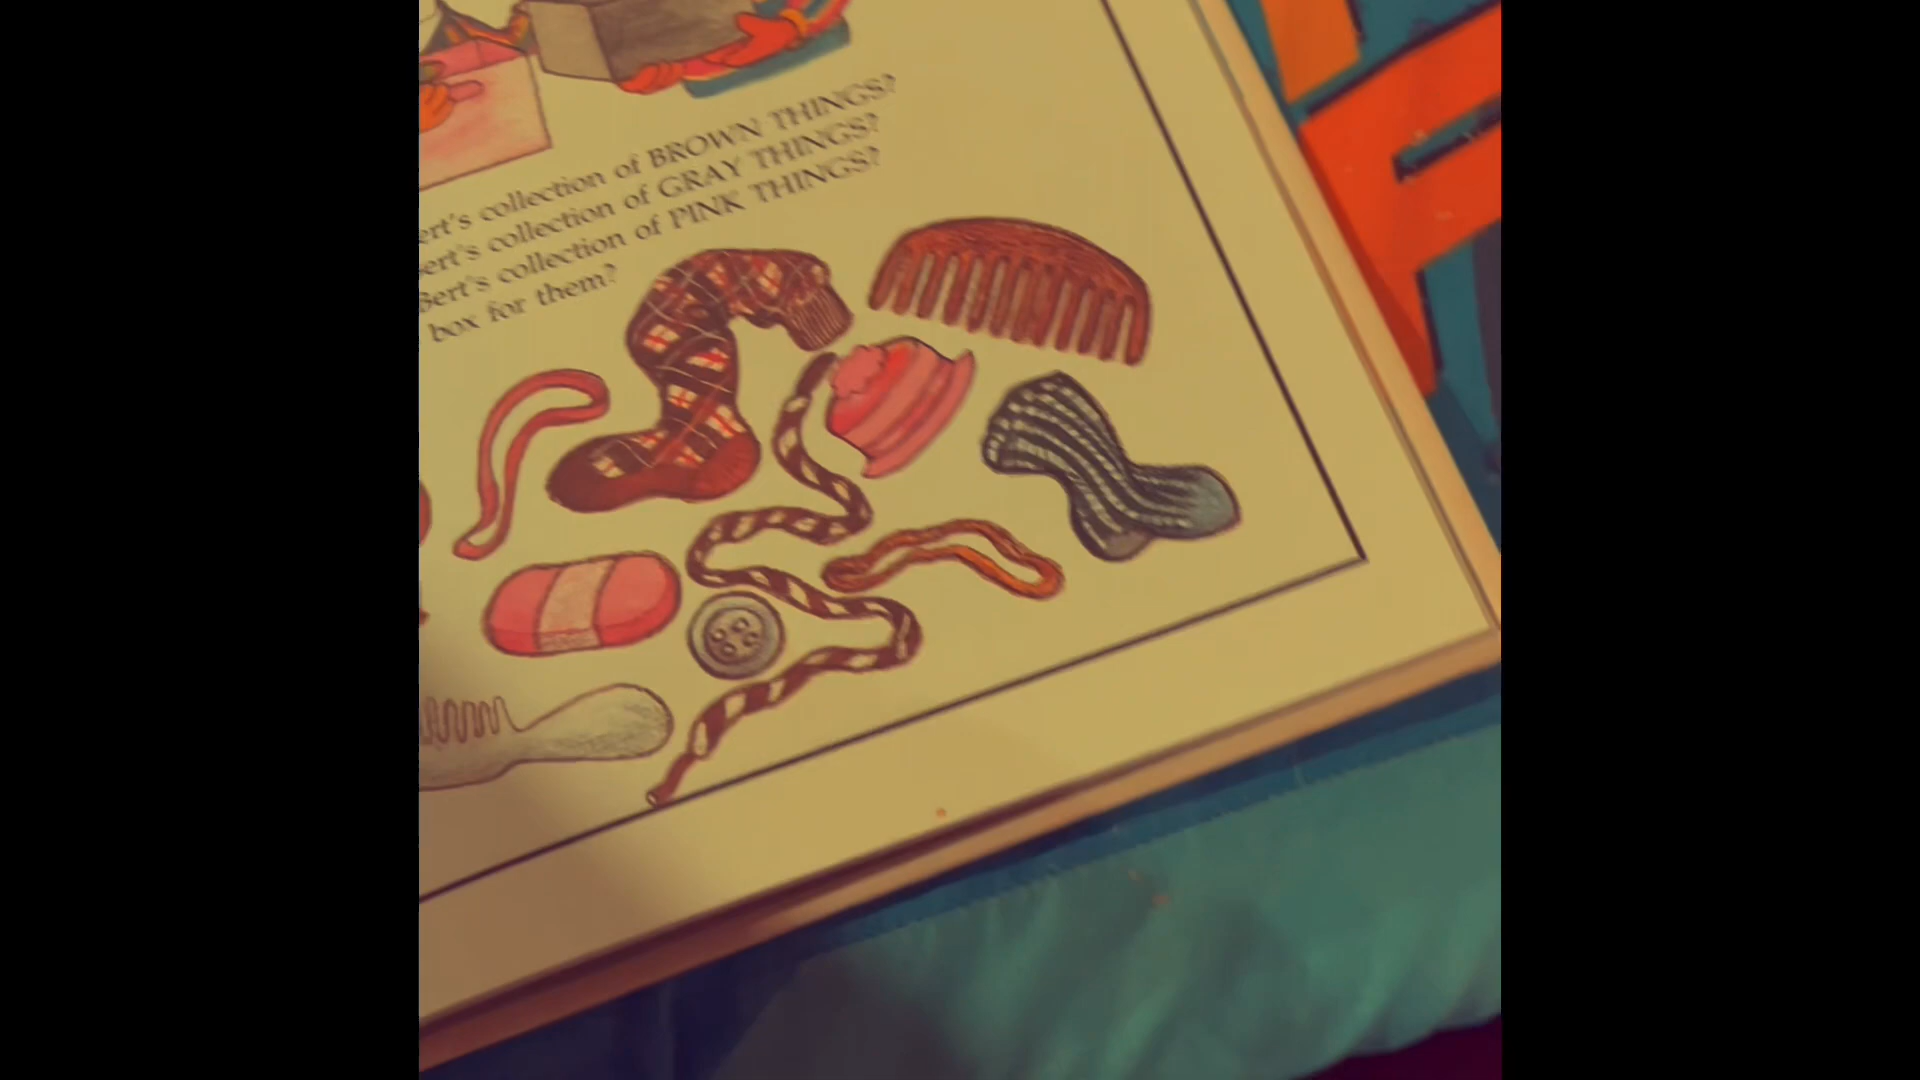 ert's collection of BROWN THINGS?
ert's collection of GRAY THINGS?
Bert's collection of PINK THINGS?
box for them?